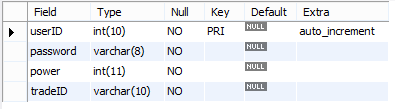 Field Type Null Key Default Extra
userID int(10) NO PRI NULL auto_increment
password varchar(8) NO NULL
power int(11) NO NULL
tradeID varchar(10) NO NULL